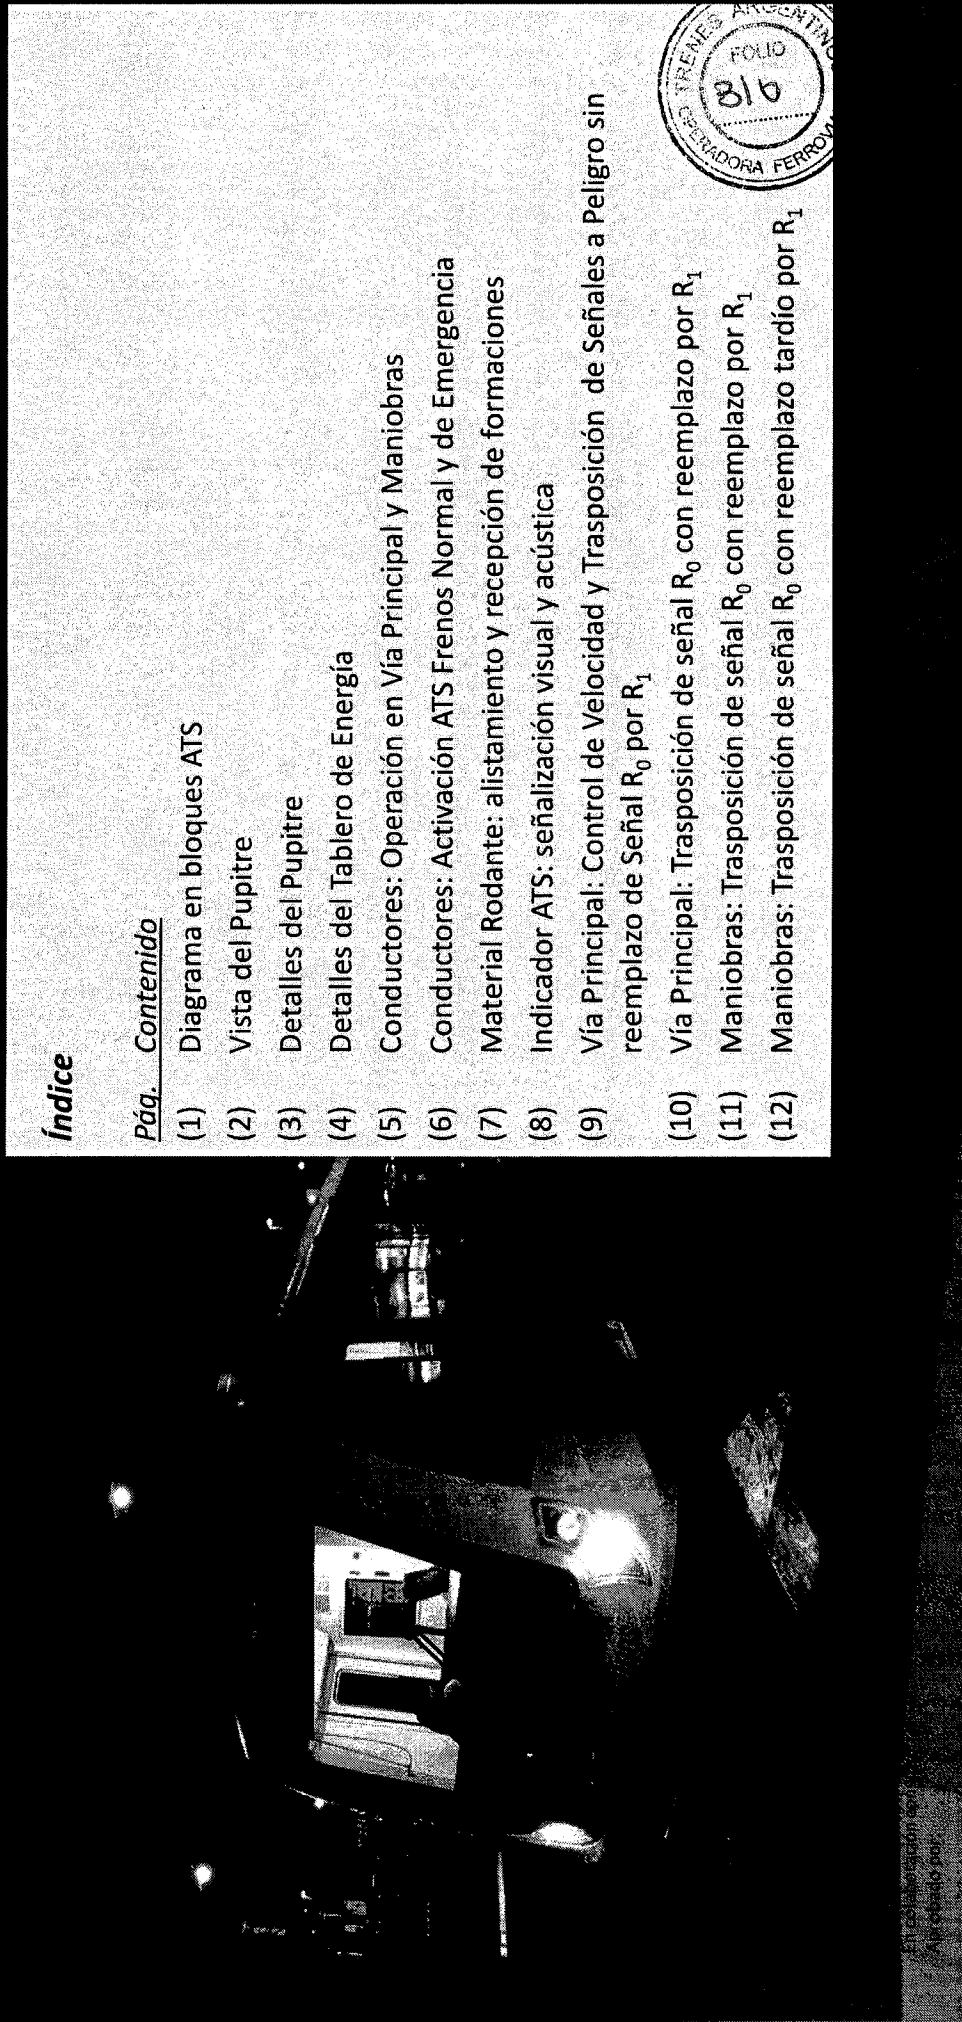 Índice
Pág. Contenido
(1) Diagrama en bloques ATS
(2) Vista del Pupitre
(3) Detalles del Pupitre
(4) Detalles del Tablero de Energía
(5) Conductores: Operación en Vía Principal y Maniobras
(6) Conductores: Activación ATS Frenos Normal y de Emergencia
(7) Material Rodante: alistamiento y recepción de formaciones
(8) Indicador ATS: señalización visual y acústica
(9) Vía Principal: Control de Velocidad y Trasposición de Señales a Peligro sin
reemplazo de Señal R₀ por R₁
(10) Vía Principal: Trasposición de señal R₀ con reemplazo por R₁
(11) Maniobras: Trasposición de señal R₀ con reemplazo por R₁
(12) Maniobras: Trasposición de señal R₀ con reemplazo tardío por R₁
TRENES ARGENTINOS
FOLIO
816
OPERADORA FERROVI